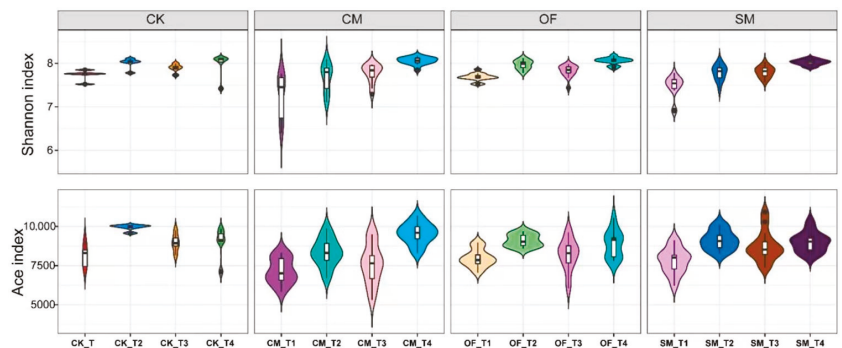 CK CM OF SM
Shannon index
8
7
6
Ace index
10.000
7500
5000
CK_T CK_T2 CK_T3 CK_T4 CM_T1 CM_T2 CM_T3 CM_T4 OF_T1 OF_T2 OF_T3 OF_T4 SM_T1 SM_T2 SM_T3 SM_T4